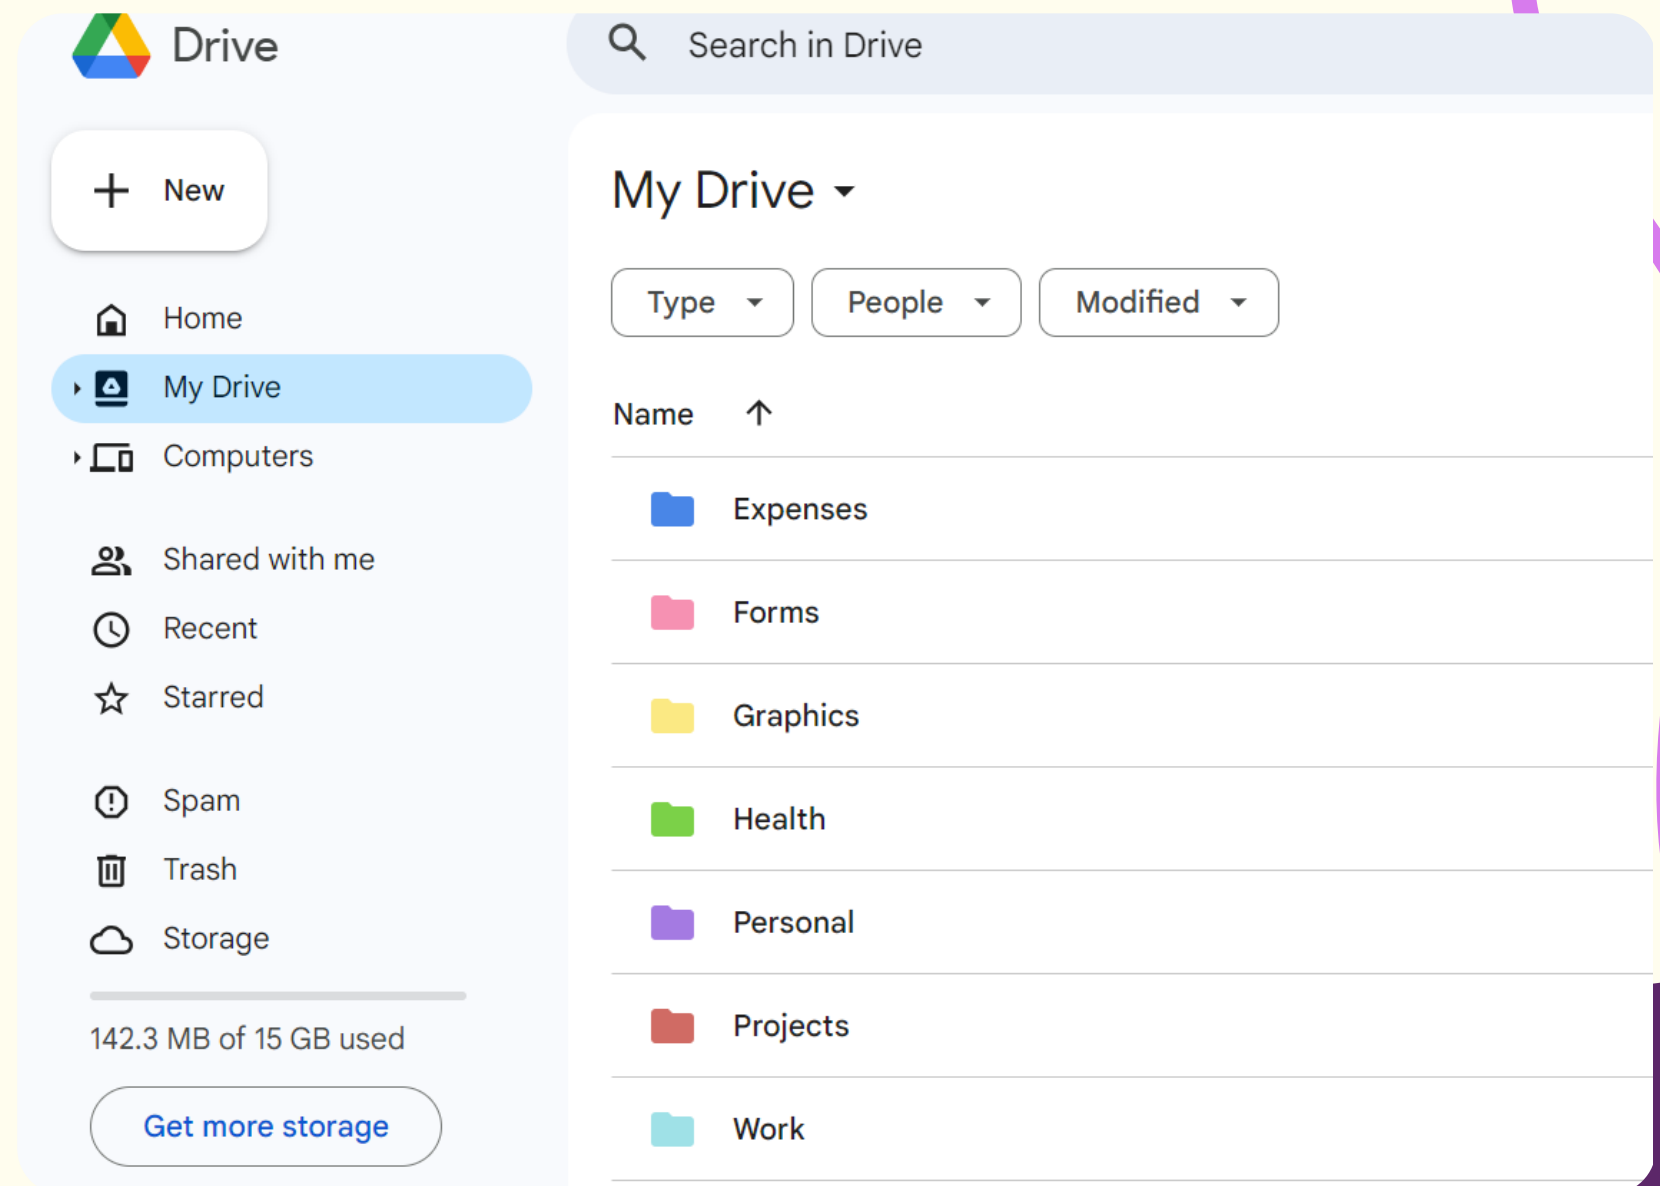 Drive
Search in Drive
New
Home
My Drive
Computers
Shared with me
Recent
Starred
Spam
Trash
Storage
142.3 MB of 15 GB used
Get more storage
My Drive
Type
People
Modified
Name
Expenses
Forms
Graphics
Health
Personal
Projects
Work